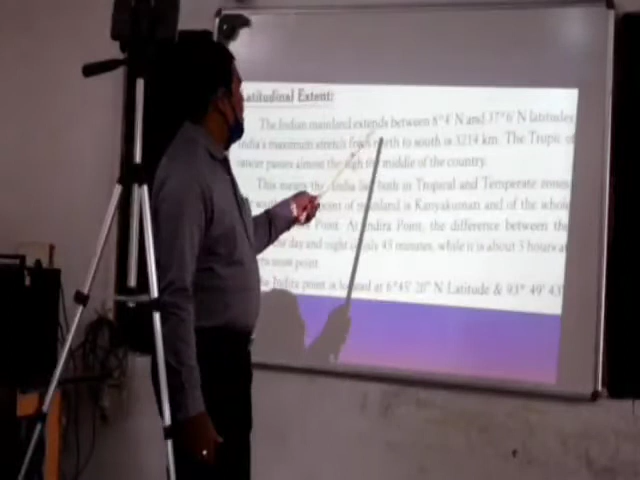 Latitudinal Extent:
The Indian mainland extends between 8°4' N and 37°6' N latitudes
India's maximum stretch from north to south is 3214 km. The Tropic of
cancer passes almost the middle of the country.
This means the India lies both in Tropical and Temperate zones
point of mainland is Kanyakumari and of the whole
Point. At Indira Point, the difference between the
day and night is 45 minutes, while it is about 5 hours at
most point
the Indira point is located at 6° 45' 20" N Latitude & 93° 49' 43"